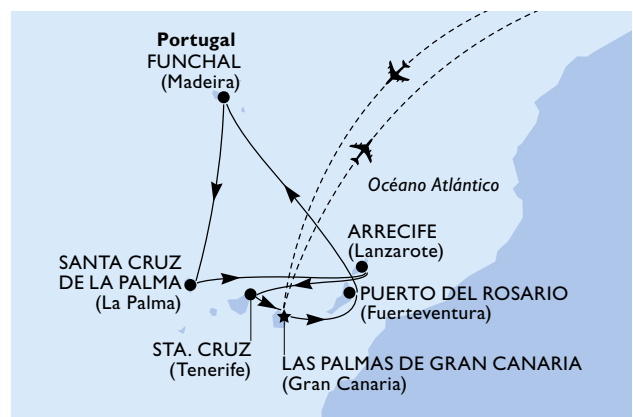 Portugal
FUNCHAL
(Madeira)
Océano Atlántico
ARRECIFE
(Lanzarote)
SANTA CRUZ
DE LA PALMA
(La Palma)
PUERTO DEL ROSARIO
(Fuerteventura)
STA. CRUZ
(Tenerife)
LAS PALMAS DE GRAN CANARIA
(Gran Canaria)